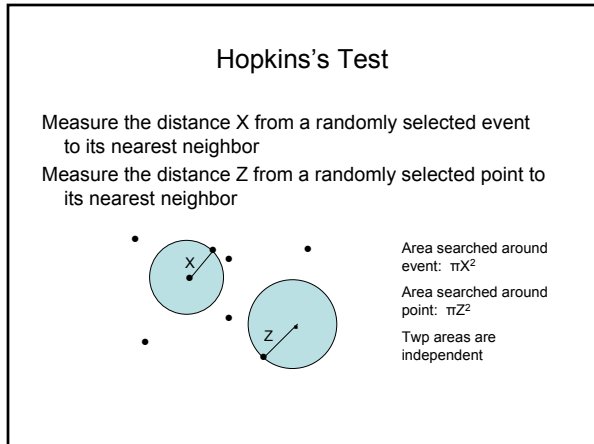 Hopkins's Test
Measure the distance X from a randomly selected event
to its nearest neighbor
Measure the distance Z from a randomly selected point to
its nearest neighbor
X
Z
Area searched around
event: πX²
Area searched around
point: πZ²
Twp areas are
independent